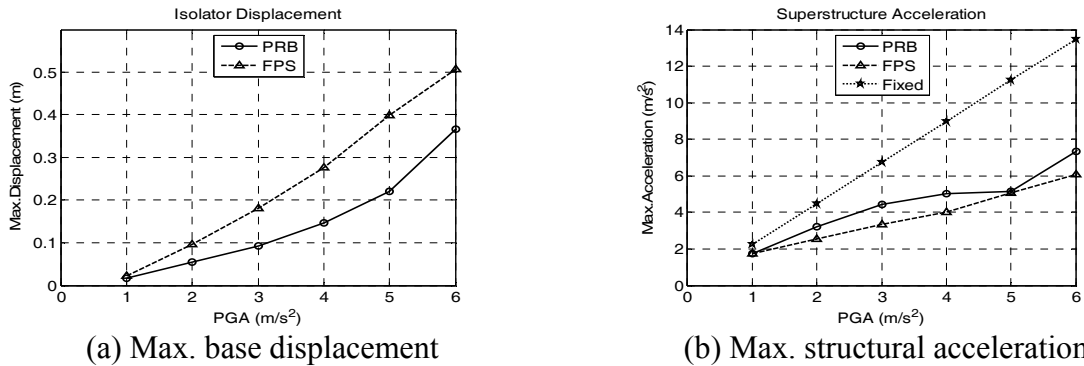 Isolator Displacement
PRB
FPS
0.5
0.4
0.3
0.2
0.1
0
0 1 2 3 4 5 6
Max.Displacement (m)
PGA (m/s²)
(a) Max. base displacement
Superstructure Acceleration
PRB
FPS
Fixed
14
12
10
8
6
4
2
0
0 1 2 3 4 5 6
Max.Acceleration (m/s²)
PGA (m/s²)
(b) Max. structural acceleration